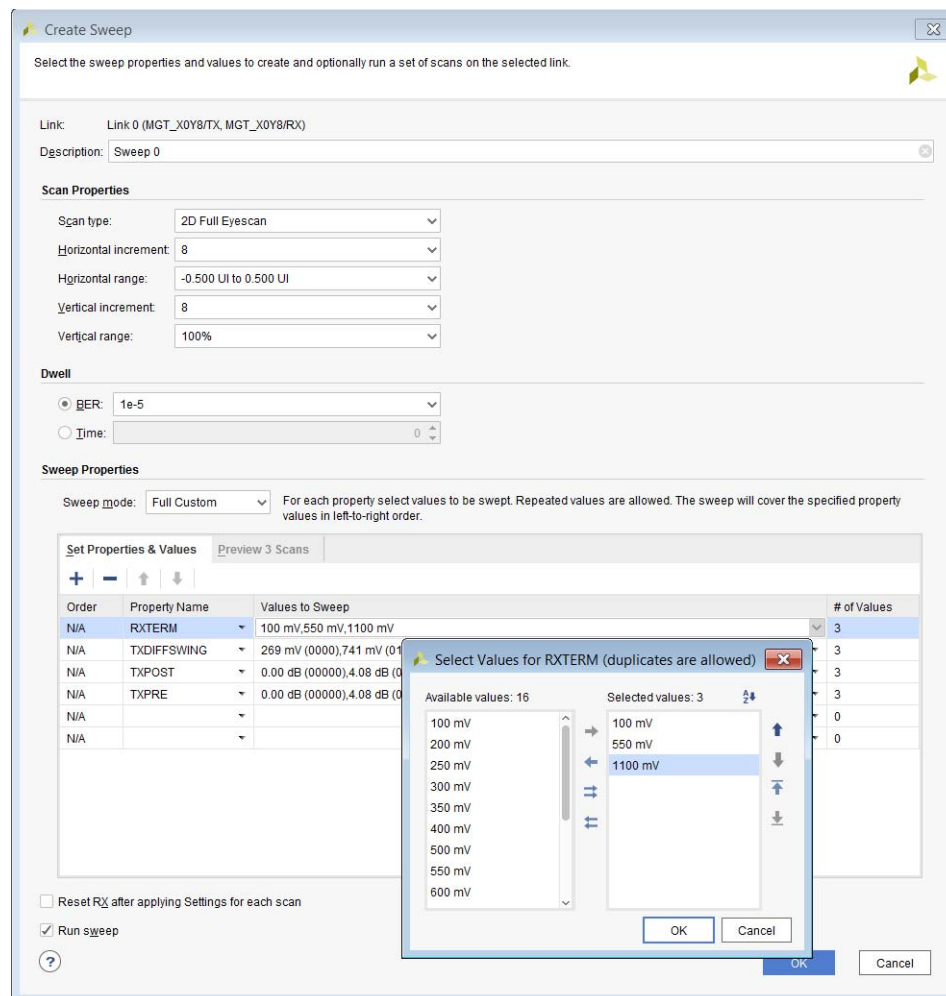 Create Sweep
Select the sweep properties and values to create and optionally run a set of scans on the selected link.
Link: Link 0 (MGT_X0Y8/TX, MGT_X0Y8/RX)
Description: Sweep 0
Scan Properties
Scan type: 2D Full Eyescan
Horizontal increment: 8
Horizontal range: -0.500 UI to 0.500 UI
Vertical increment: 8
Vertical range: 100%
Dwell
BER: 1e-5
Time: 0
Sweep Properties
Sweep mode: Full Custom
For each property select values to be swept. Repeated values are allowed. The sweep will cover the specified property
values in left-to-right order.
Set Properties & Values Preview 3 Scans
Order Property Name Values to Sweep # of Values
N/A RXTERM 100 mV,550 mV,1100 mV 3
N/A TXDIFFSWING 269 mV (0000),741 mV (01 3
N/A TXPOST 0.00 dB (00000),4.08 dB (0 3
N/A TXPRE 0.00 dB (00000),4.08 dB (0 3
N/A 0
N/A 0
Select Values for RXTERM (duplicates are allowed)
Available values: 16 Selected values: 3
100 mV 100 mV
200 mV 550 mV
250 mV 1100 mV
300 mV
350 mV
400 mV
500 mV
550 mV
600 mV
OK Cancel
Reset RX after applying Settings for each scan
Run sweep
? OK Cancel